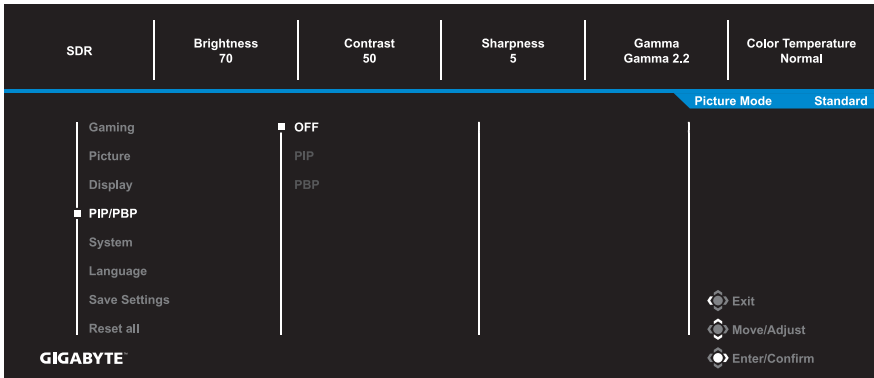 SDR
Brightness
70
Contrast
50
Sharpness
5
Gamma
Gamma 2.2
Color Temperature
Normal
Picture Mode Standard
Gaming
Picture
Display
PIP/PBP
System
Language
Save Settings
Reset all
OFF
PIP
PBP
Exit
Move/Adjust
Enter/Confirm
GIGABYTE™